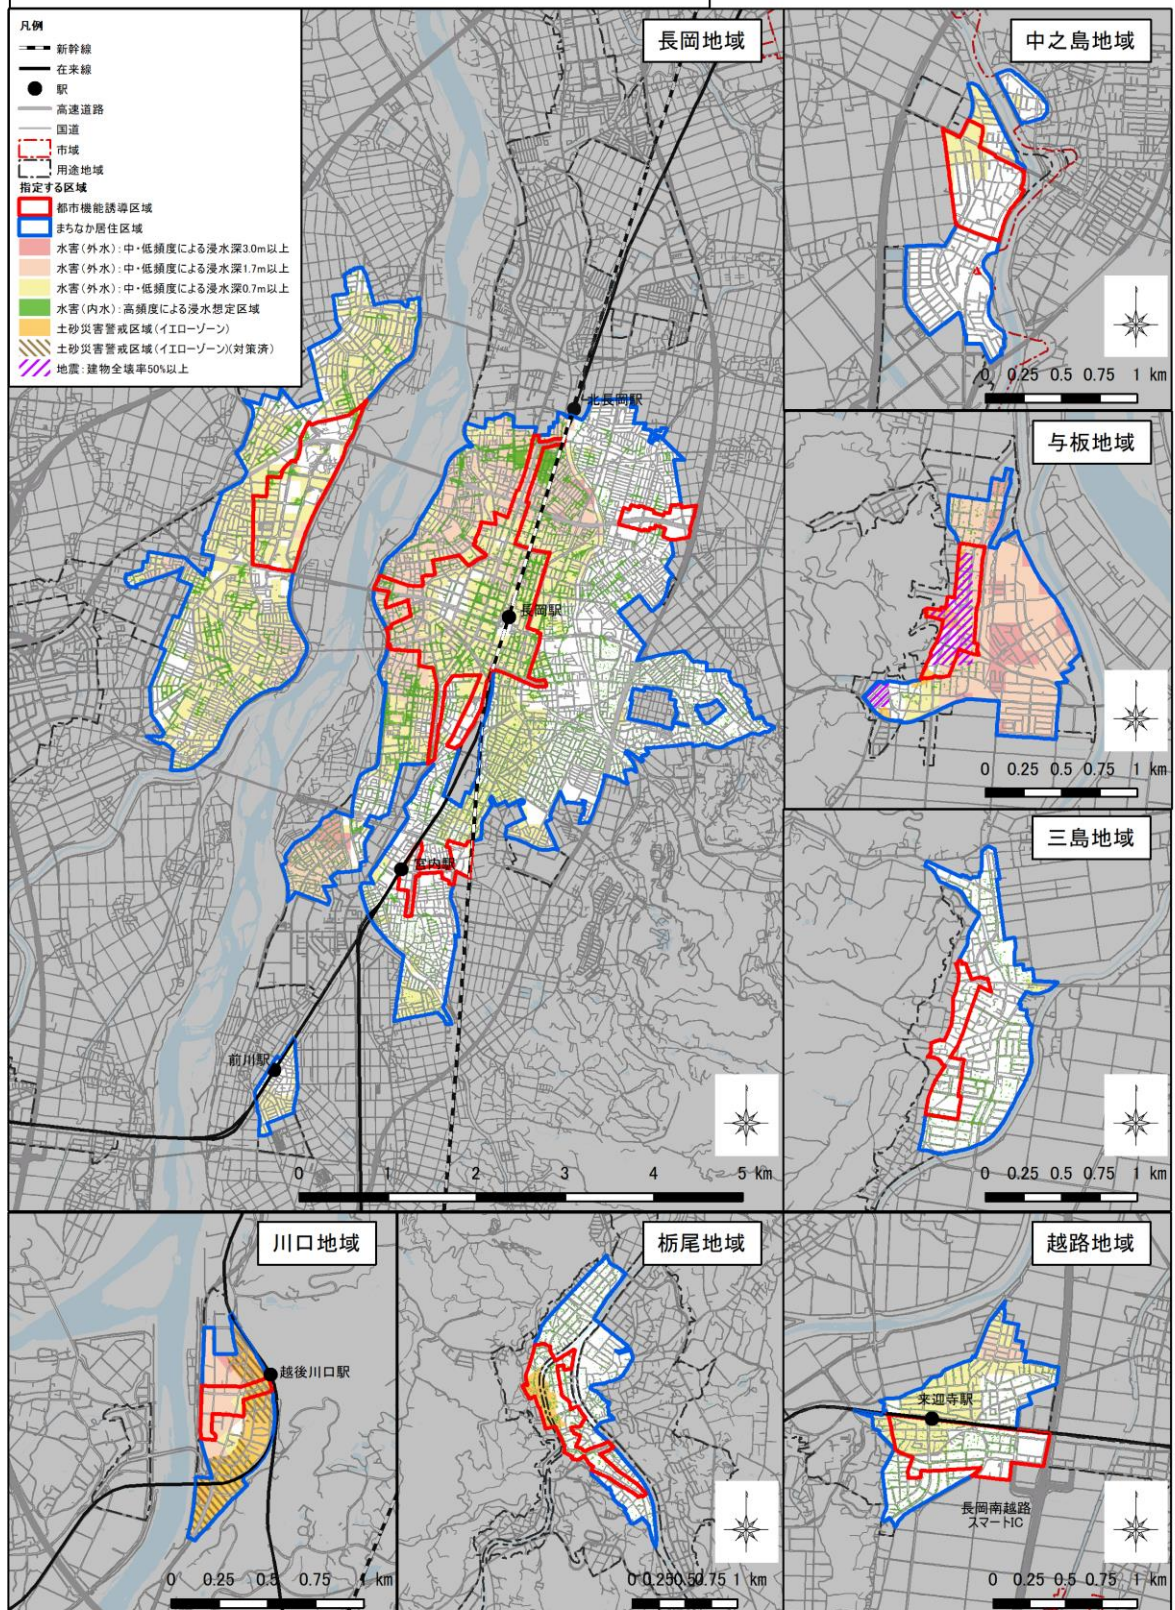 凡例
新幹線
在来線
駅
高速道路
国道
市域
用途地域
指定する区域
都市機能誘導区域
まちなか居住区域
水害(外水):中・低頻度による浸水深3.0m以上
水害(外水):中・低頻度による浸水深1.7m以上
水害(外水):中・低頻度による浸水深0.7m以上
水害(内水):高頻度による浸水想定区域
土砂災害警戒区域(イエローゾーン)
土砂災害警戒区域(イエローゾーン)(対策済)
地震:建物全壊率50%以上
長岡地域
北長岡駅
長岡駅
宮内駅
前川駅
0 1 2 3 4 5 km
中之島地域
0 0.25 0.5 0.75 1 km
与板地域
0 0.25 0.5 0.75 1 km
三島地域
0 0.25 0.5 0.75 1 km
川口地域
越後川口駅
0 0.25 0.5 0.75 1 km
栃尾地域
0 0.25 0.5 0.75 1 km
越路地域
来迎寺駅
長岡南越路
スマートIC
0 0.25 0.5 0.75 1 km